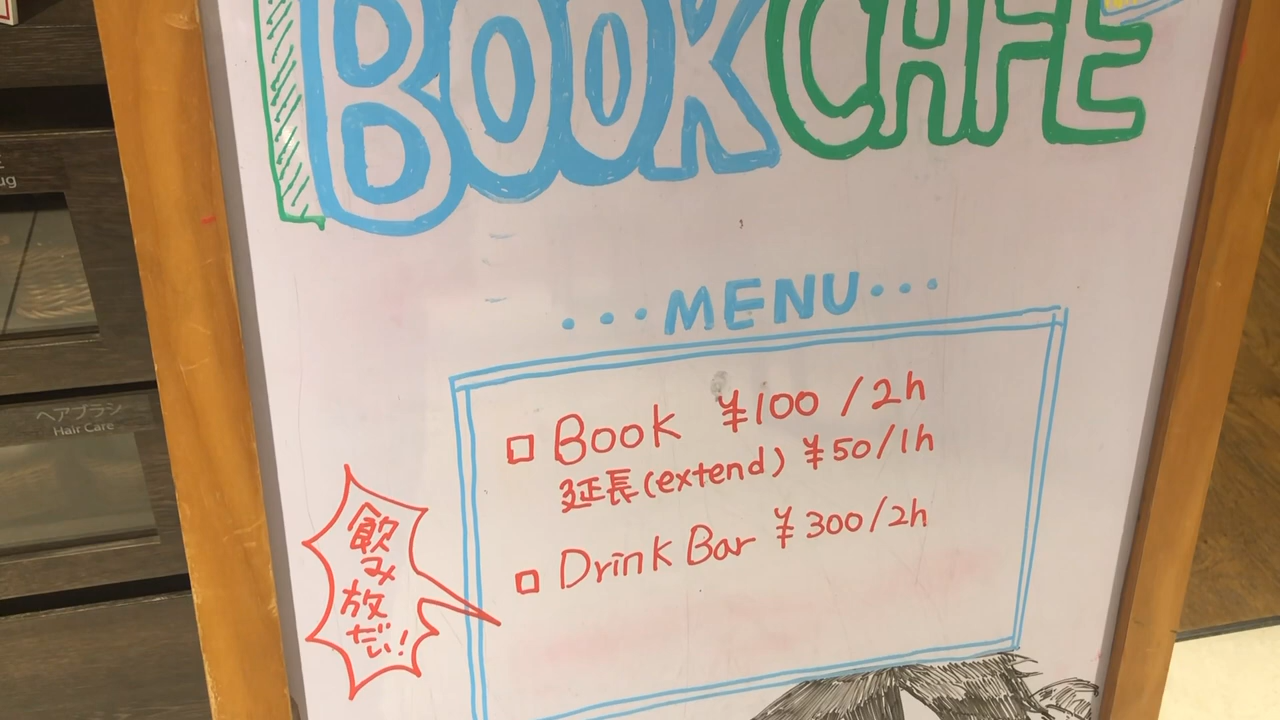 BOOK CAFE
...MENU...
□ Book ¥100/2h
延長(extend) ¥50/1h
□ Drink Bar ¥300/2h
飲み放だい!
ug
ヘアブラシ
Hair Care